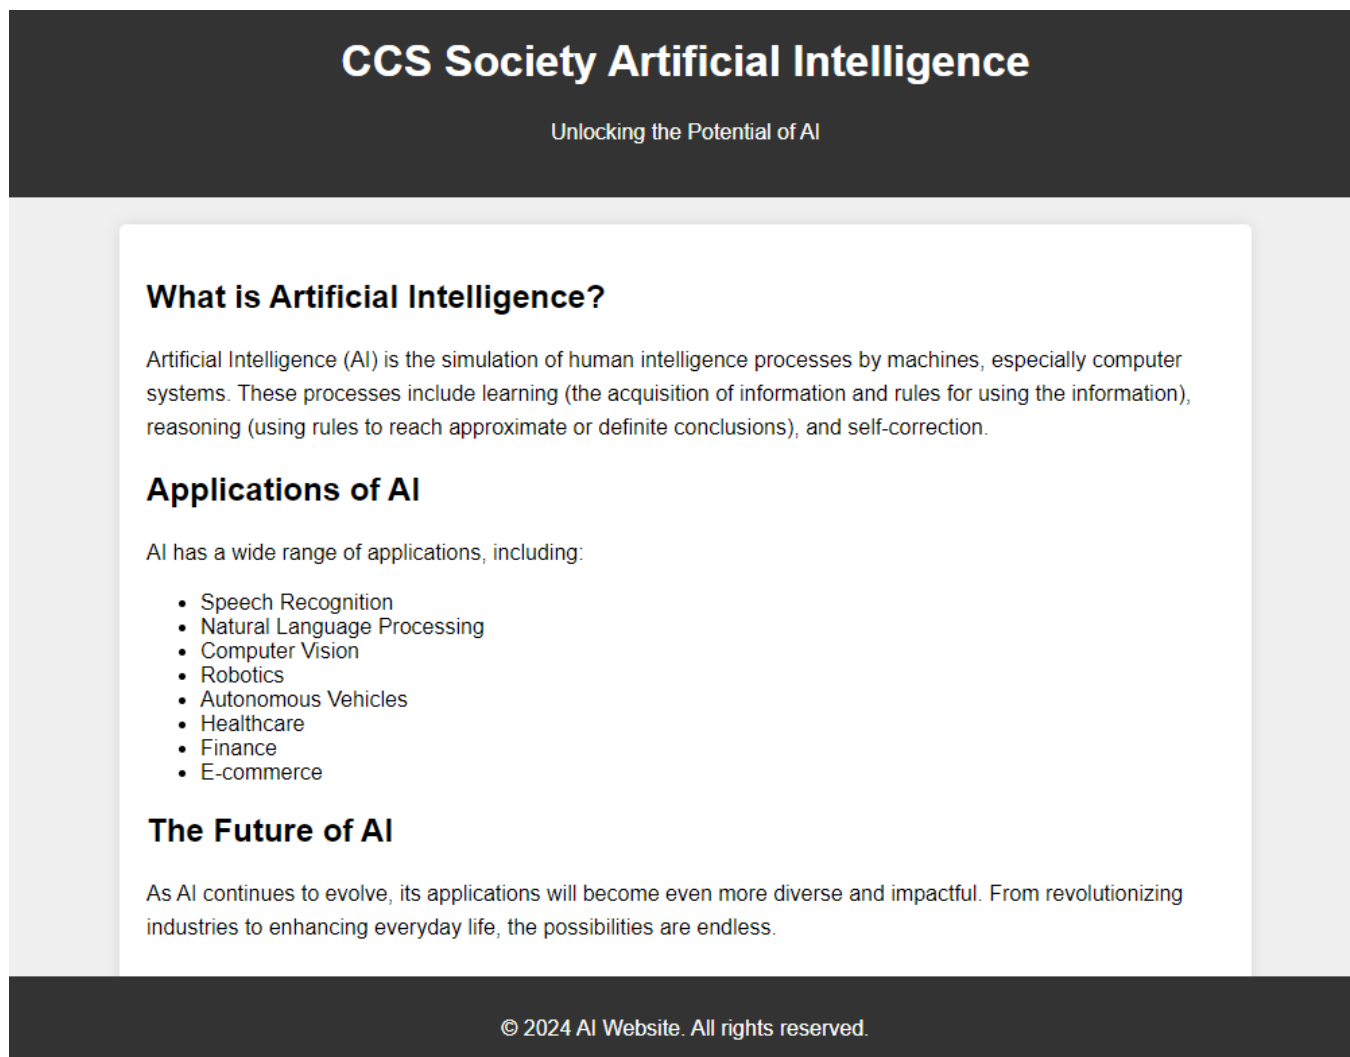 CCS Society Artificial Intelligence
Unlocking the Potential of AI
What is Artificial Intelligence?
Artificial Intelligence (AI) is the simulation of human intelligence processes by machines, especially computer
systems. These processes include learning (the acquisition of information and rules for using the information),
reasoning (using rules to reach approximate or definite conclusions), and self-correction.
Applications of AI
AI has a wide range of applications, including:
• Speech Recognition
• Natural Language Processing
• Computer Vision
• Robotics
• Autonomous Vehicles
• Healthcare
• Finance
• E-commerce
The Future of AI
As AI continues to evolve, its applications will become even more diverse and impactful. From revolutionizing
industries to enhancing everyday life, the possibilities are endless.
© 2024 AI Website. All rights reserved.